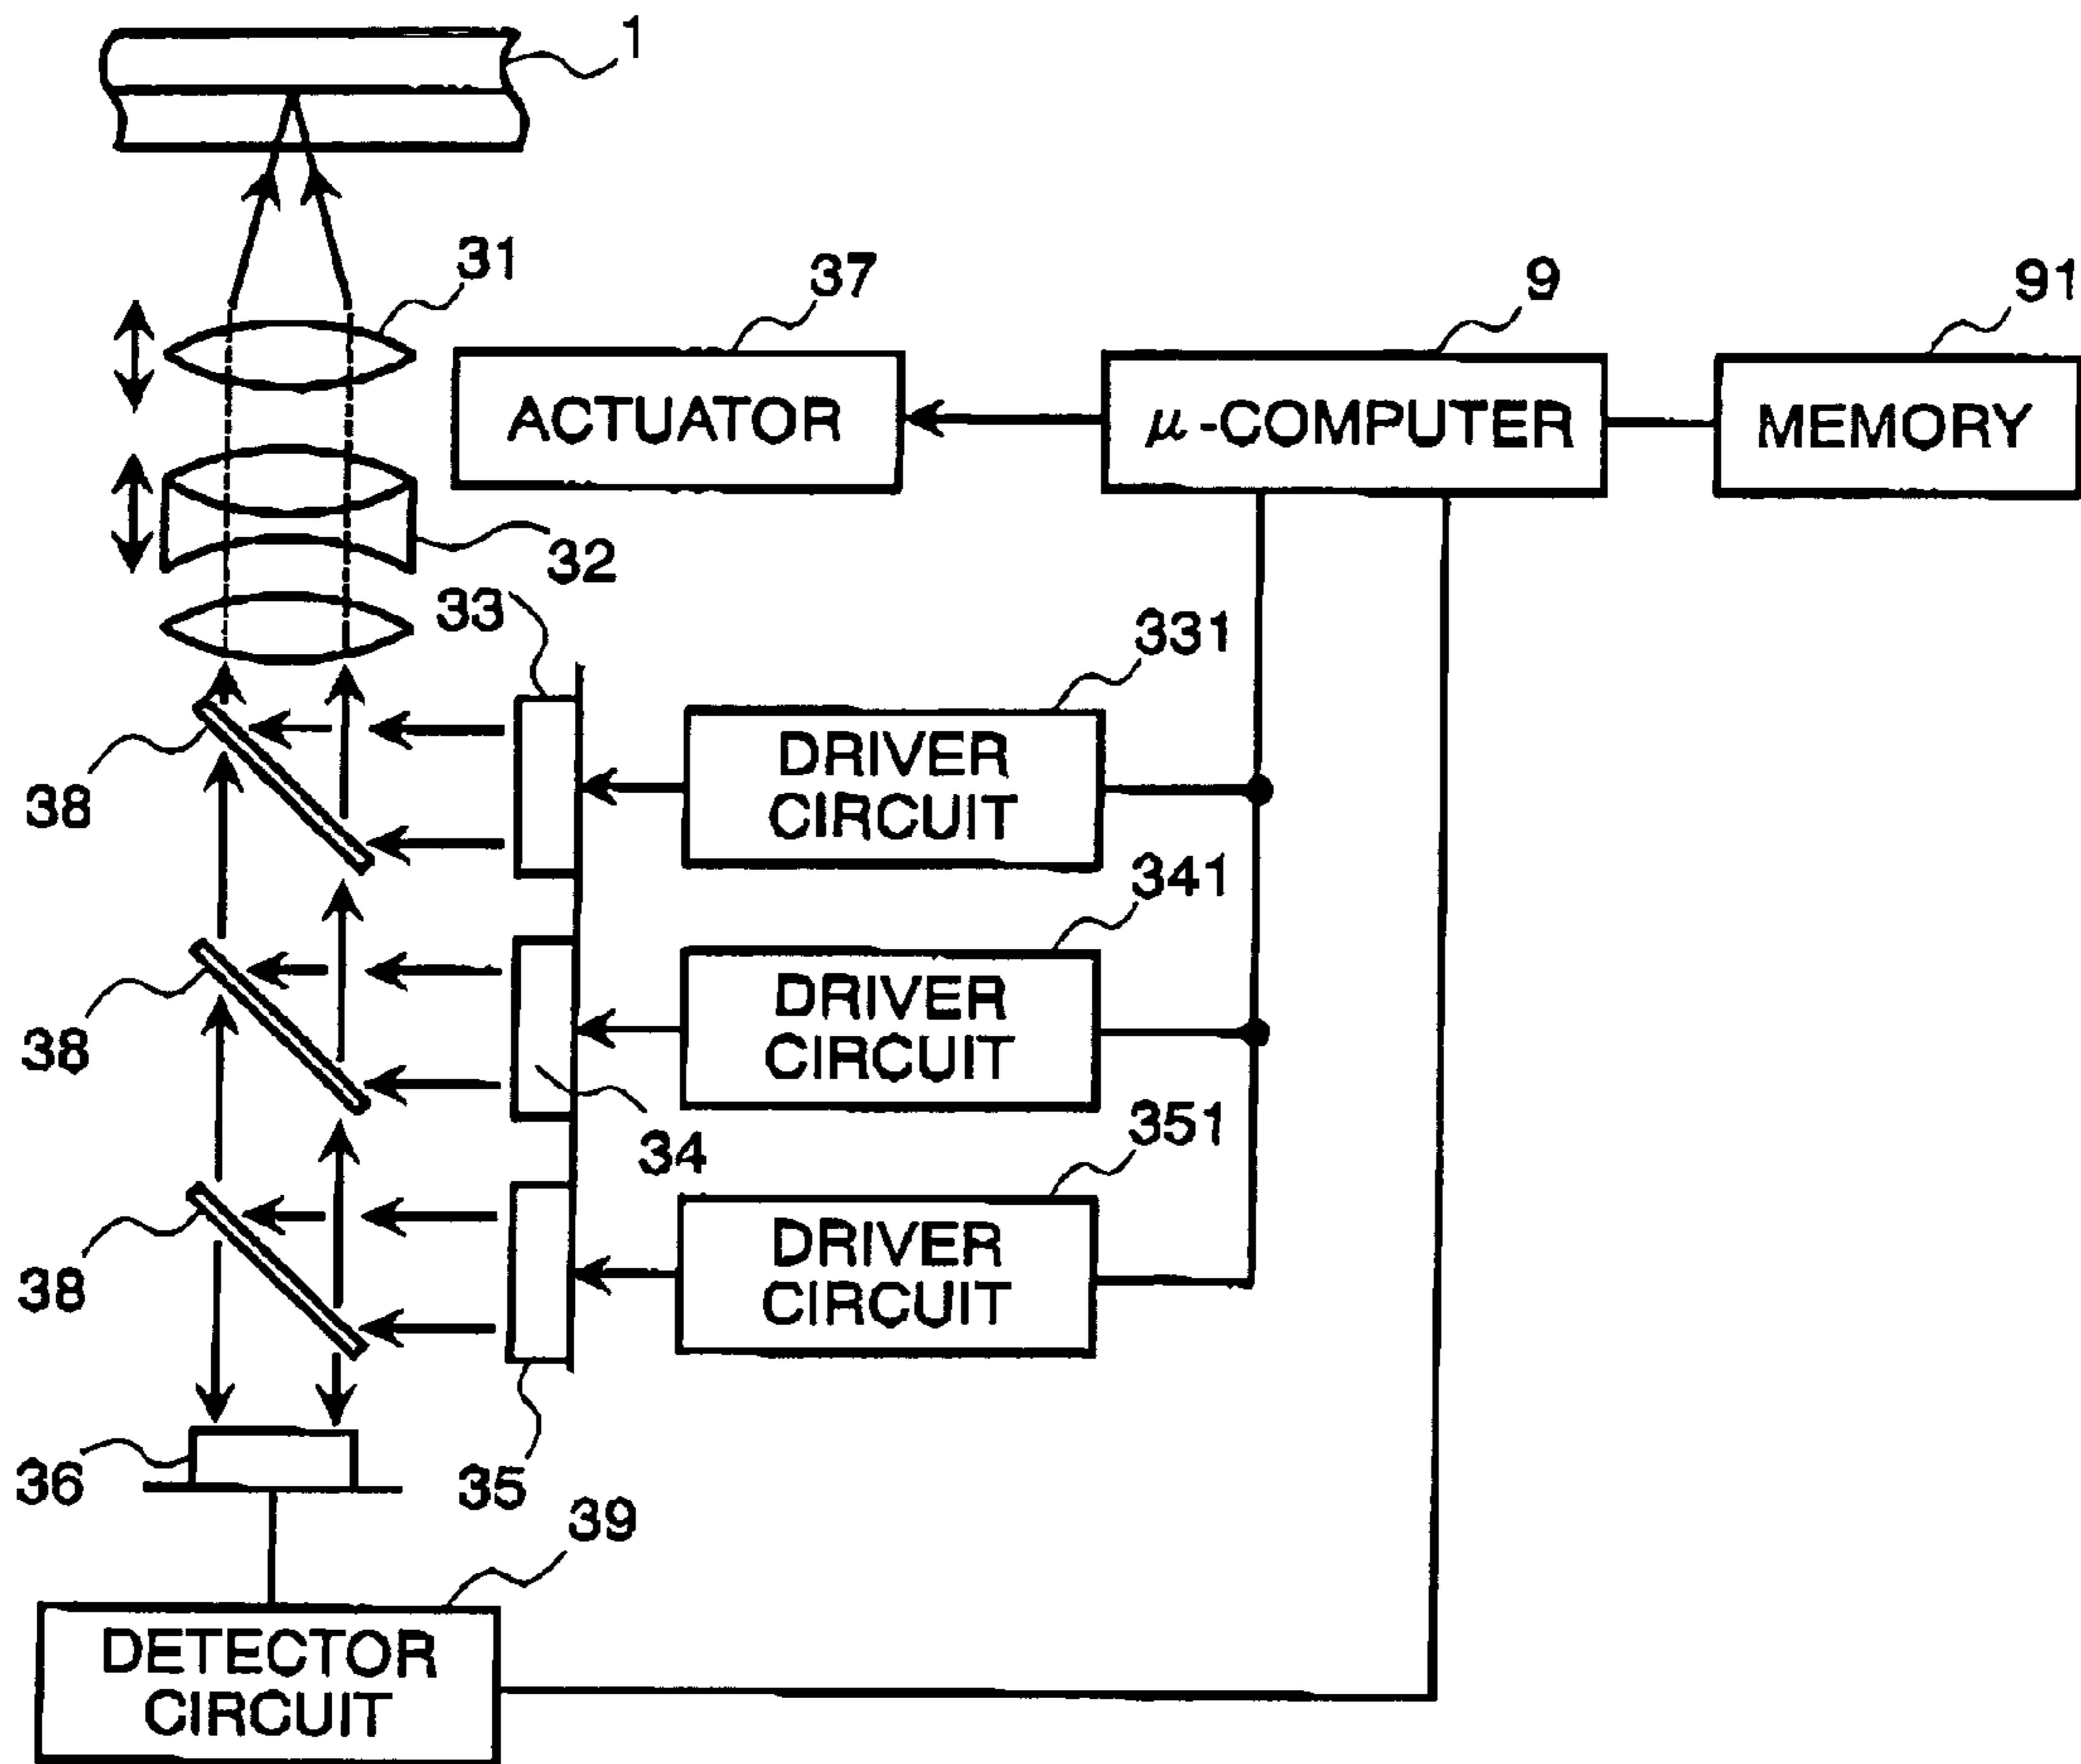 1
31
37
9
91
ACTUATOR
μ-COMPUTER
MEMORY
32
33
331
DRIVER
CIRCUIT
38
341
DRIVER
CIRCUIT
38
34
351
DRIVER
CIRCUIT
38
36
35
39
DETECTOR
CIRCUIT